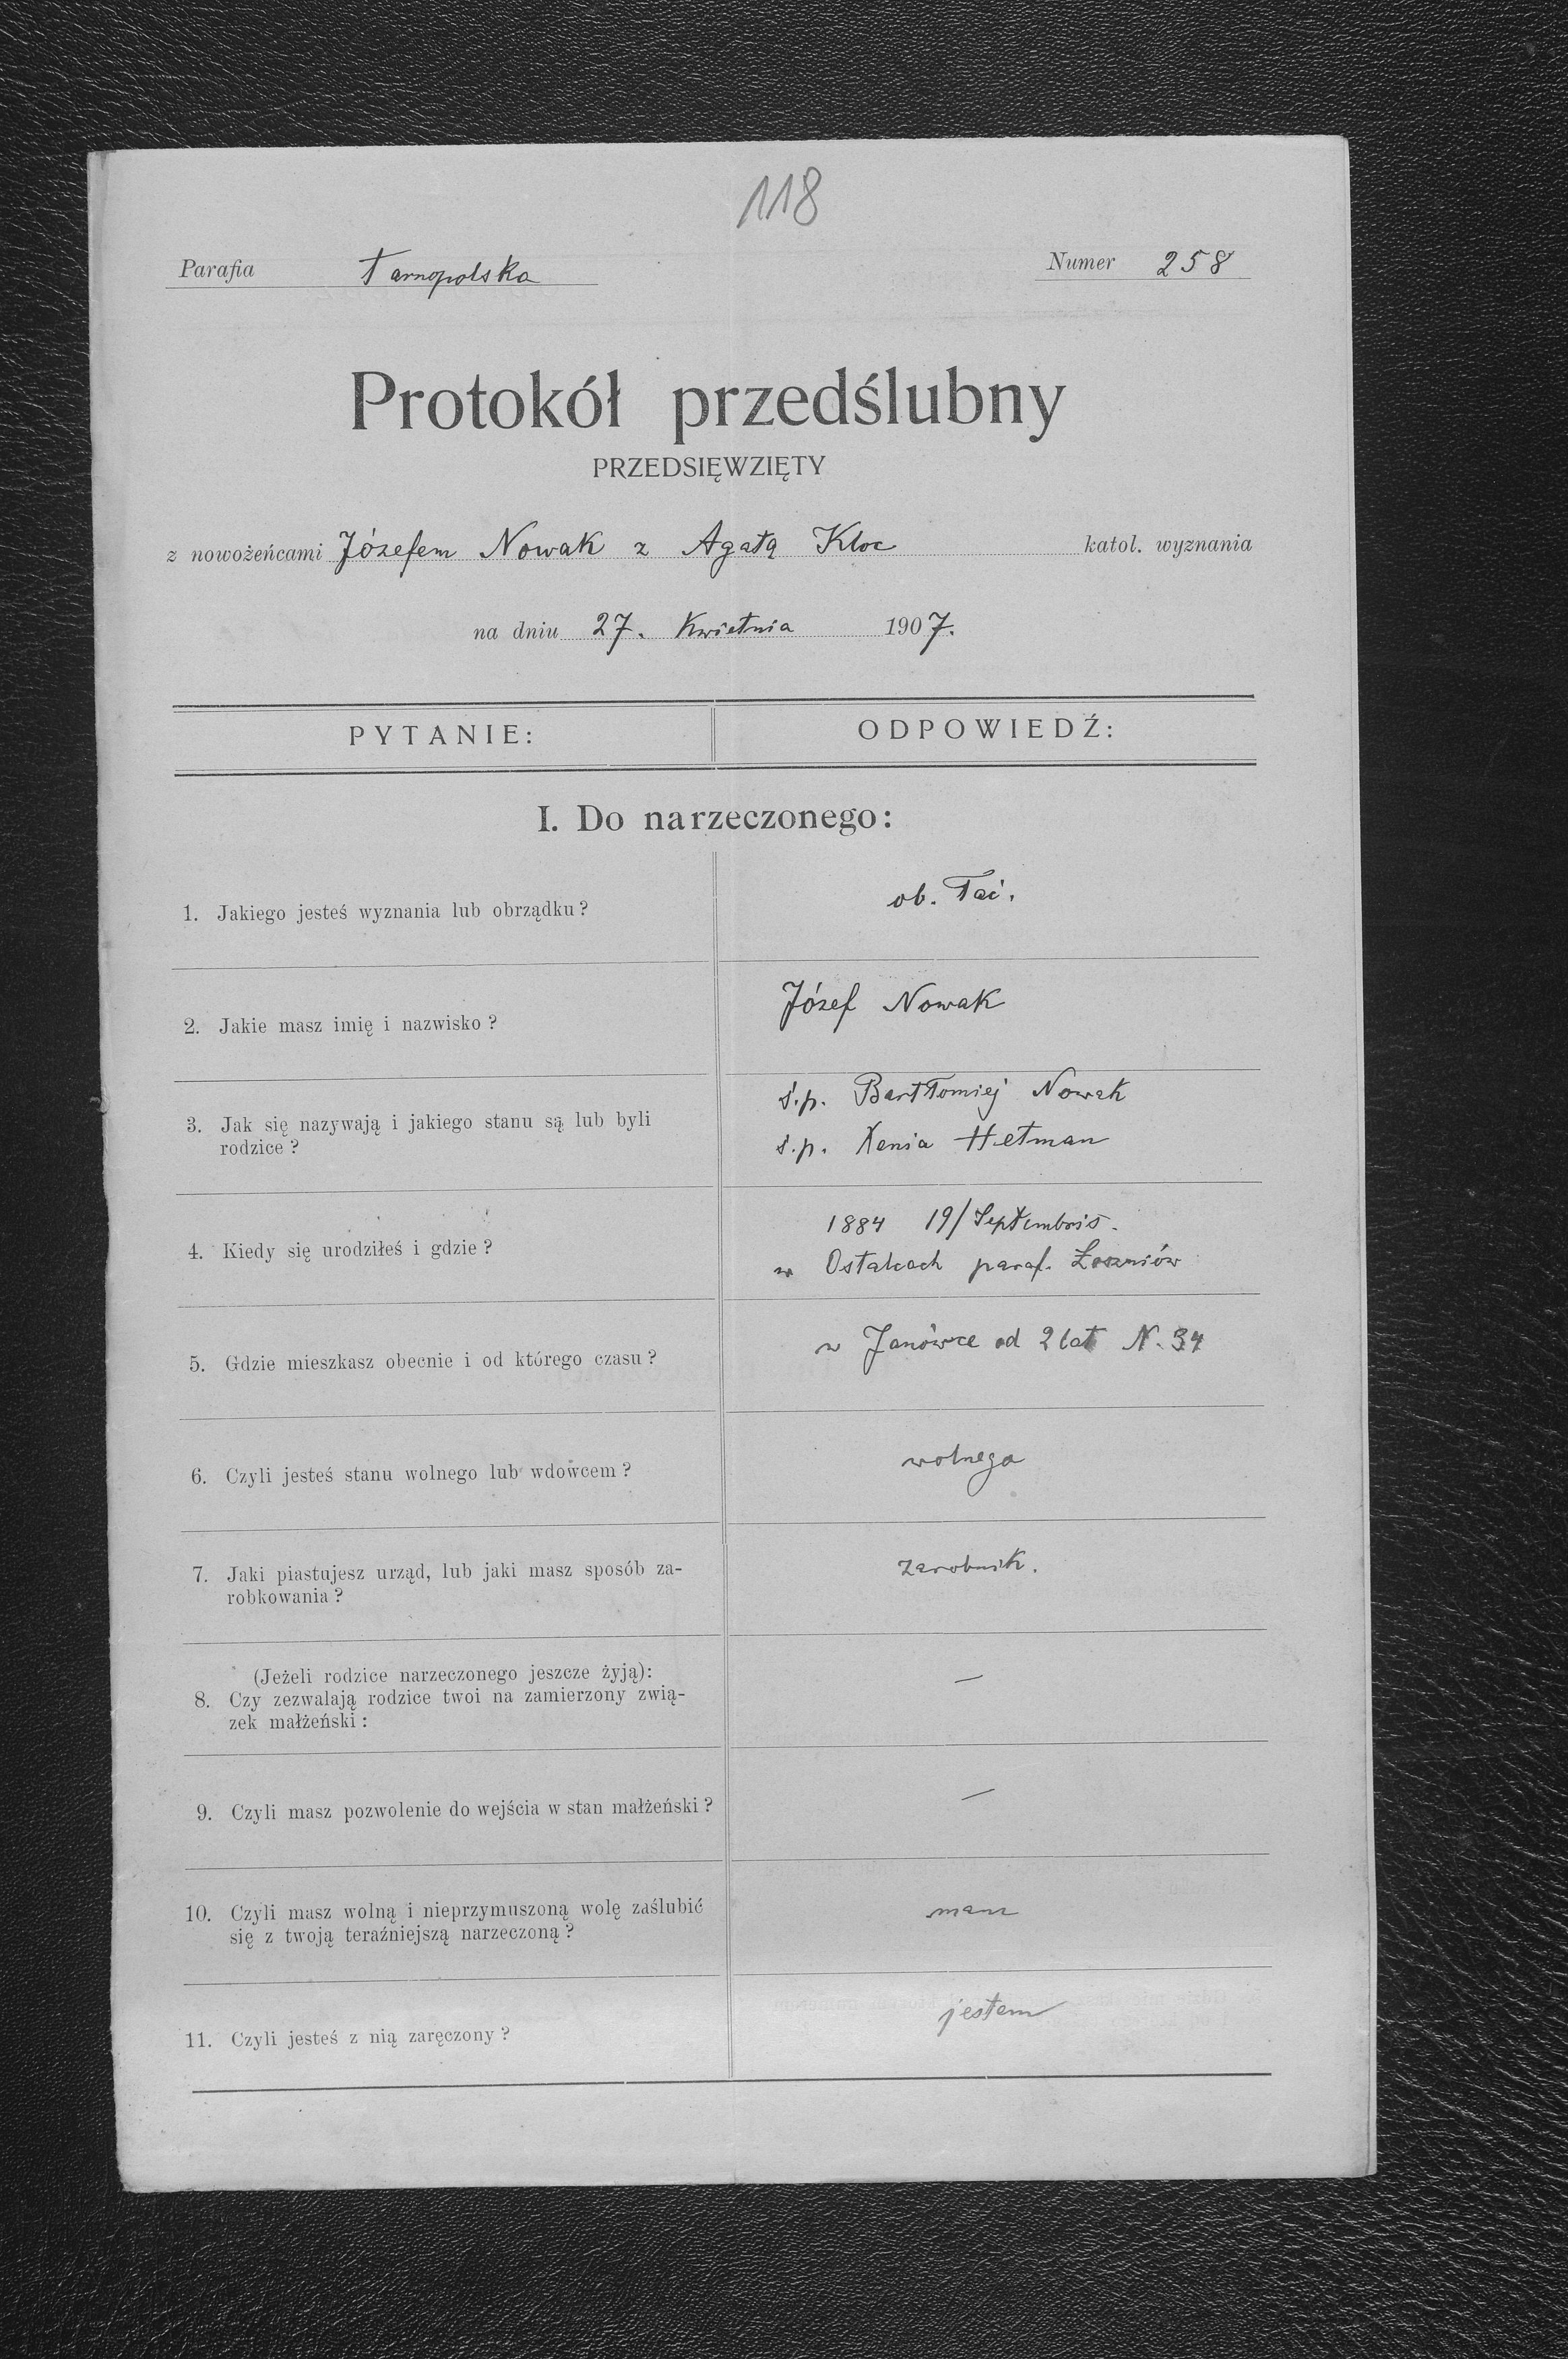 118
Parafia Tarnopolska Numer 258
Protokół przedślubny
PRZEDSIĘWZIĘTY
z nowożeńcami Józefem Nowak z Agatą Kloc katol. wyznania
na dniu 27. Kwietnia 1907.
PYTANIE: ODPOWIEDŹ:
I. Do narzeczonego:
1. Jakiego jesteś wyznania lub obrządku? ob. łac.
2. Jakie masz imię i nazwisko? Józef Nowak
3. Jak się nazywają i jakiego stanu są lub byli
rodzice?
ś.p. Bartłomiej Nowak
ś.p. Xenia Hetman
4. Kiedy się urodziłeś i gdzie?
1884 19/Septembris.
w Ostalcach paraf. Łoszniów
5. Gdzie mieszkasz obecnie i od którego czasu? w Janówce od 2 lat N. 34
6. Czyli jesteś stanu wolnego lub wdowcem? wolnego
7. Jaki piastujesz urząd, lub jaki masz sposób za-
robkowania?
zarobnik.
(Jeżeli rodzice narzeczonego jeszcze żyją):
8. Czy zezwalają rodzice twoi na zamierzony zwią-
zek małżeński:
—
9. Czyli masz pozwolenie do wejścia w stan małżeński? —
10. Czyli masz wolną i nieprzymuszoną wolę zaślubić
się z twoją teraźniejszą narzeczoną?
mam
11. Czyli jesteś z nią zaręczony? jestem